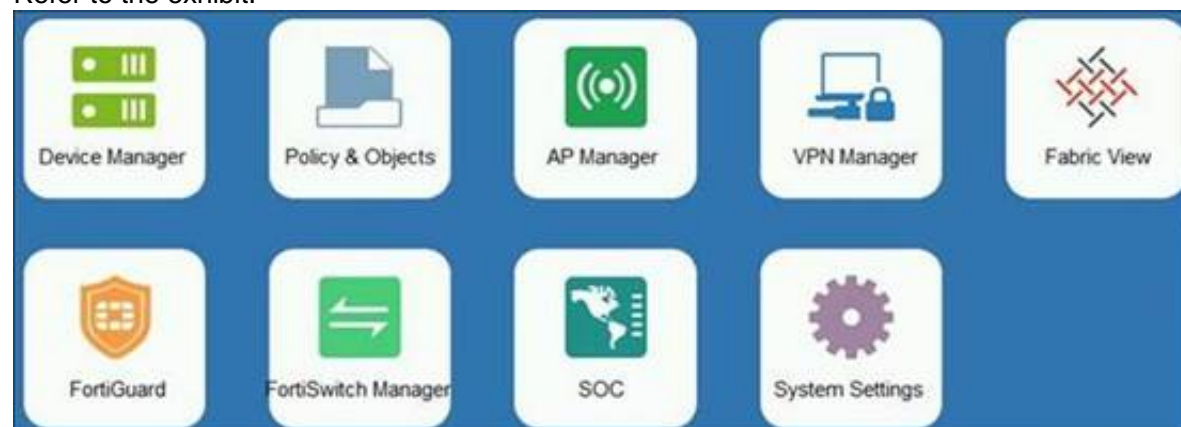 Refer to the exhibit.
Device Manager
Policy & Objects
AP Manager
VPN Manager
Fabric View
FortiGuard
FortiSwitch Manager
SOC
System Settings